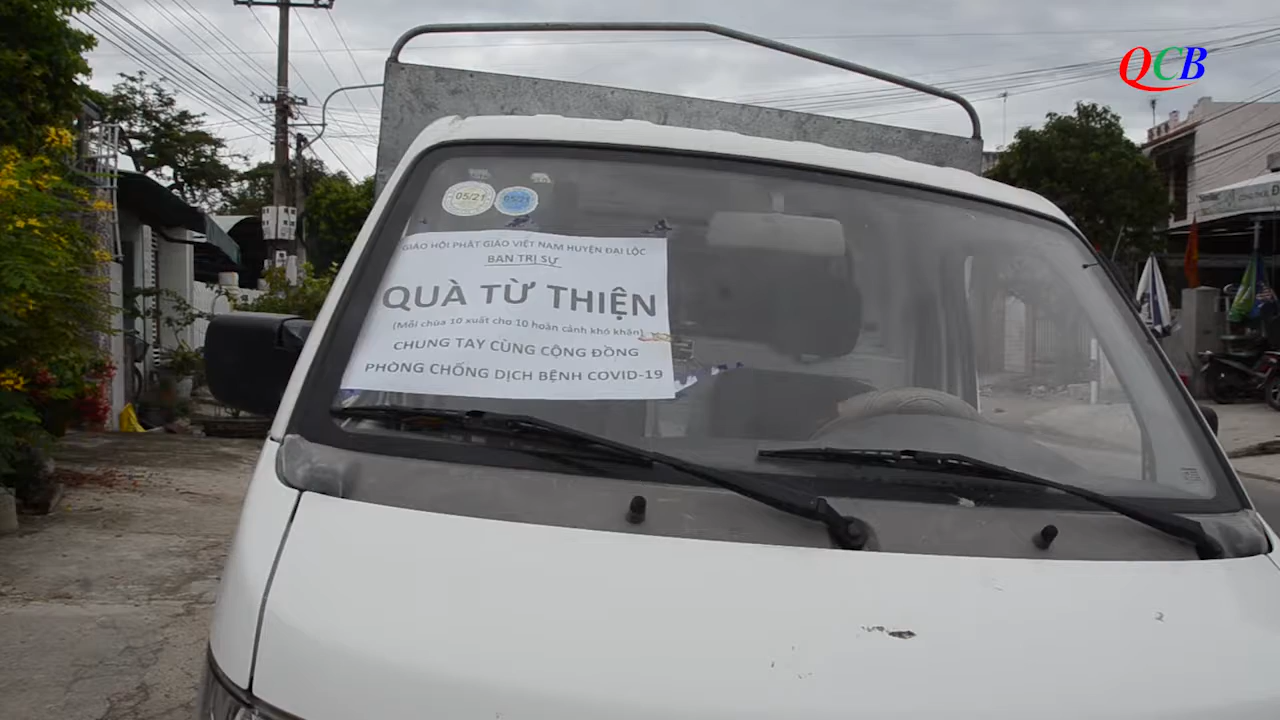 QCB
05/21
05/21
GIÁO HỘI PHẬT GIÁO VIỆT NAM HUYỆN ĐẠI LỘC
BAN TRỊ SỰ
QUÀ TỪ THIỆN
(Mỗi chùa 10 xuất cho 10 hoàn cảnh khó khăn)
CHUNG TAY CÙNG CỘNG ĐỒNG
PHÒNG CHỐNG DỊCH BỆNH COVID-19